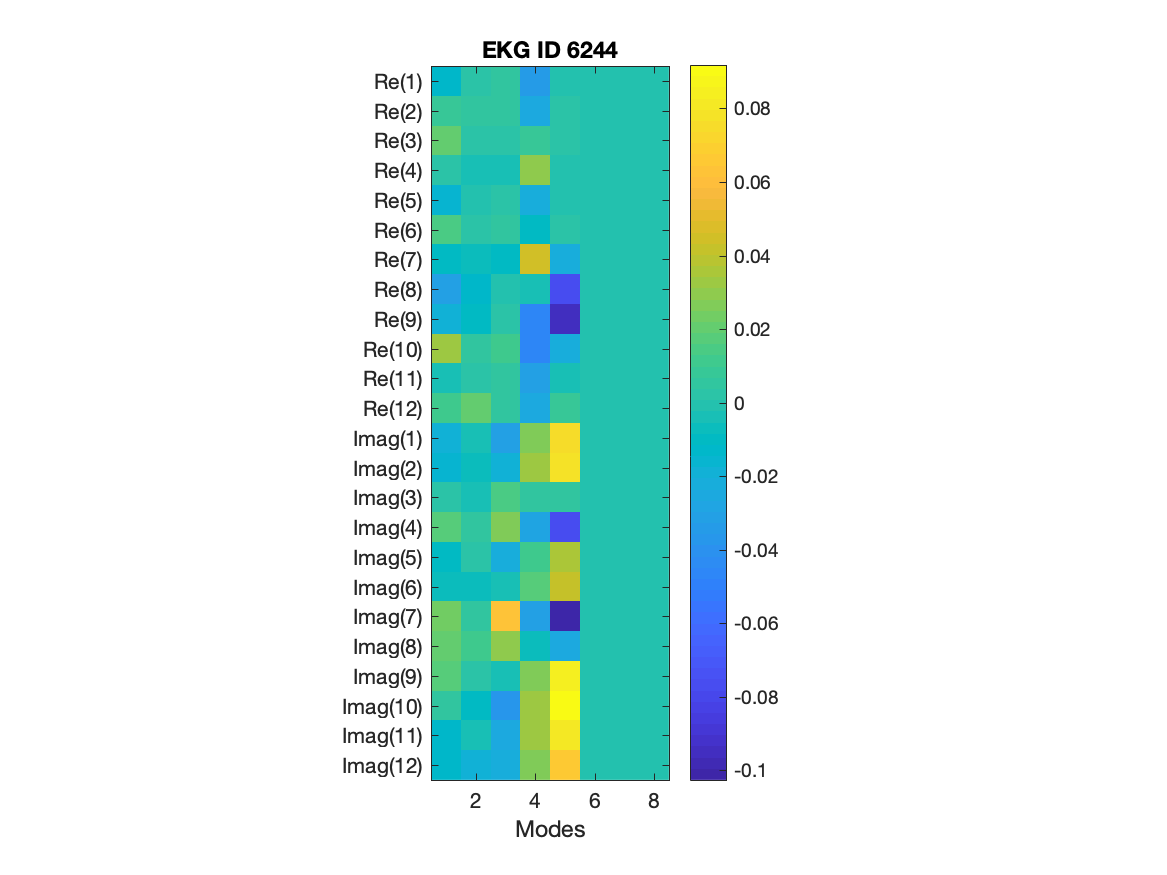 EKG ID 6244
Re(1)
Re(2)
Re(3)
Re(4)
Re(5)
Re(6)
Re(7)
Re(8)
Re(9)
Re(10)
Re(11)
Re(12)
Imag(1)
Imag(2)
Imag(3)
Imag(4)
Imag(5)
Imag(6)
Imag(7)
Imag(8)
Imag(9)
Imag(10)
Imag(11)
Imag(12)
2 4 6 8
Modes
0.08
0.06
0.04
0.02
0
-0.02
-0.04
-0.06
-0.08
-0.1